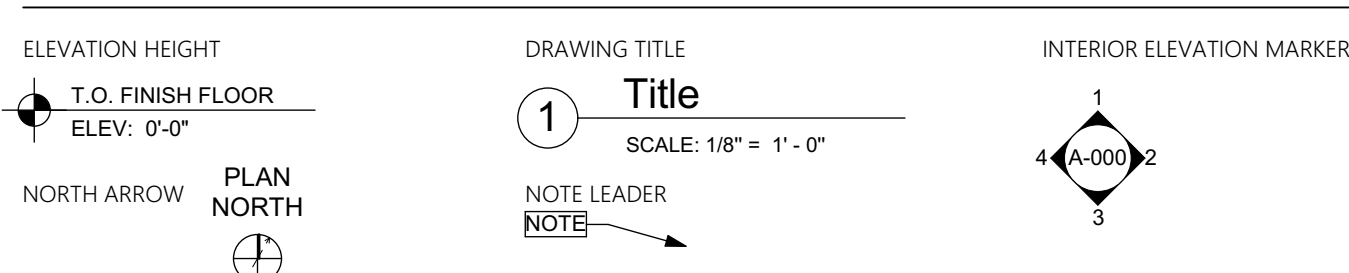 ELEVATION HEIGHT
T.O. FINISH FLOOR
ELEV: 0'-0"
NORTH ARROW
PLAN
NORTH
DRAWING TITLE
1
Title
SCALE: 1/8" = 1' - 0"
NOTE LEADER
NOTE
INTERIOR ELEVATION MARKER
1
4 A-000 2
3